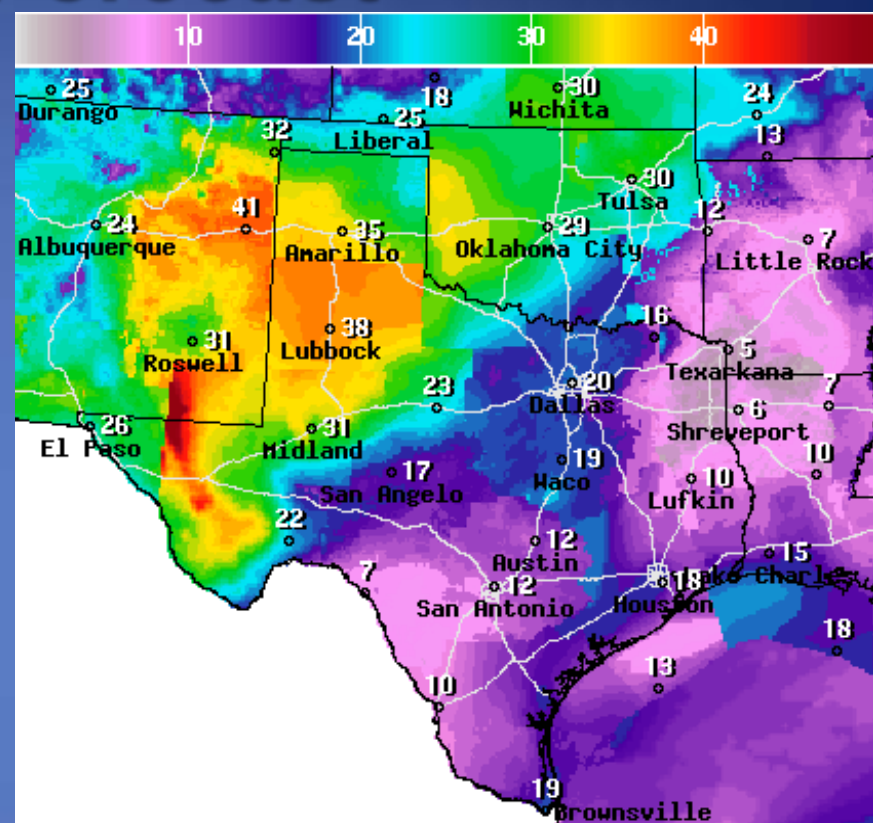 10 20 30 40
25 Durango
18
30 Wichita
24
25 Liberal
13
32
30 Tulsa
24 Albuquerque
41
35 Amarillo
29 Oklahoma City
12
7 Little Rock
31 Roswell
38 Lubbock
16
5 Texarkana
20 Dallas
23
6 Shreveport
7
26 El Paso
31 Midland
17 San Angelo
19 Waco
10 Lufkin
10
22
12 Austin
15 Lake Charles
7
12 San Antonio
18 Houston
18
13
10
19 Brownsville